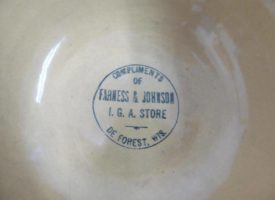 COMPLIMENTS
OF
FARNESS & JOHNSON
I. G. A. STORE
DE FOREST, WIS.